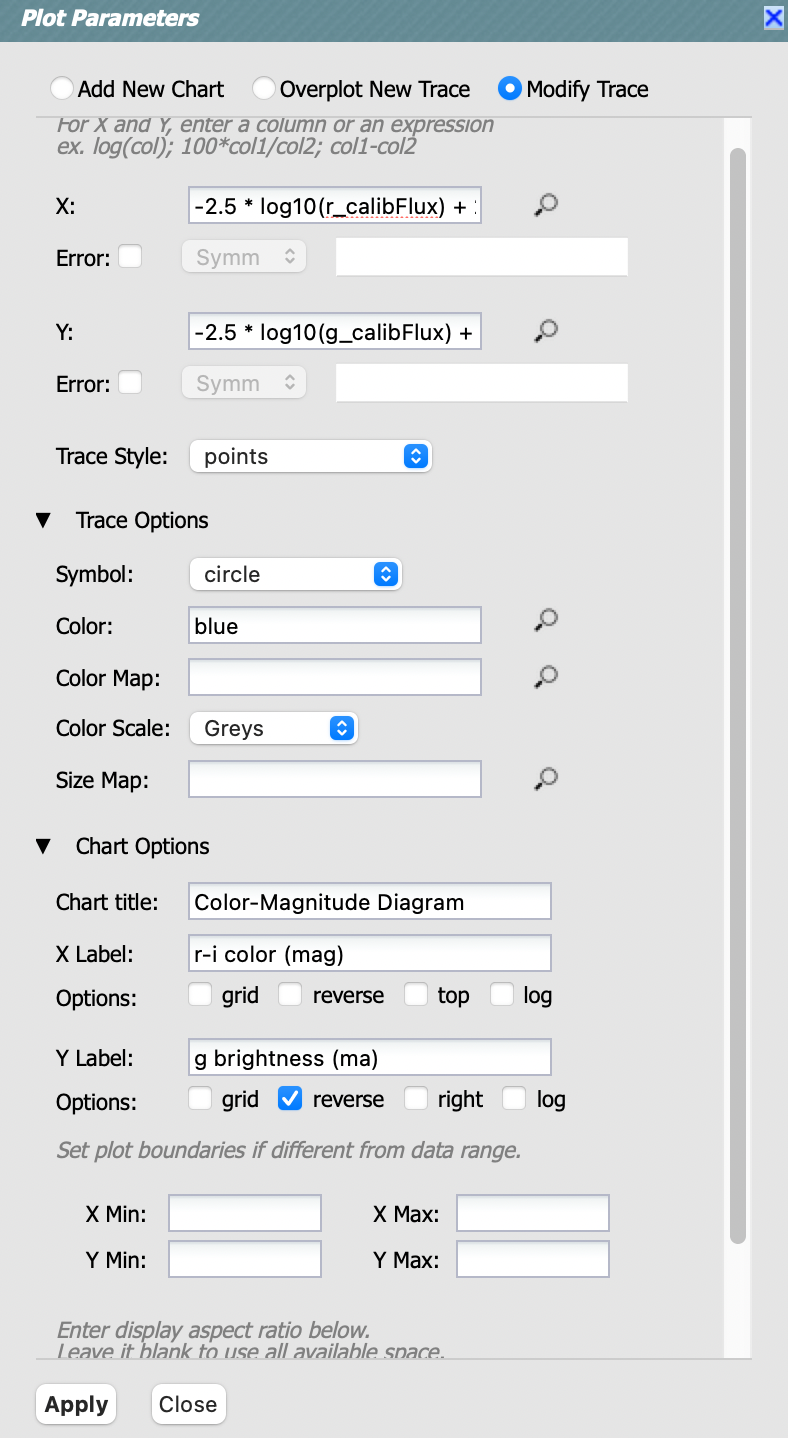 Plot Parameters
Add New Chart Overplot New Trace Modify Trace
For X and Y, enter a column or an expression
ex. log(col); 100*col1/col2; col1-col2
X: -2.5 * log10(r_calibFlux) +
Error: Symm
Y: -2.5 * log10(g_calibFlux) +
Error: Symm
Trace Style: points
Trace Options
Symbol: circle
Color: blue
Color Map:
Color Scale: Greys
Size Map:
Chart Options
Chart title: Color-Magnitude Diagram
X Label: r-i color (mag)
Options: grid reverse top log
Y Label: g brightness (ma)
Options: grid reverse right log
Set plot boundaries if different from data range.
X Min: X Max:
Y Min: Y Max:
Enter display aspect ratio below.
Leave it blank to use all available space.
Apply Close